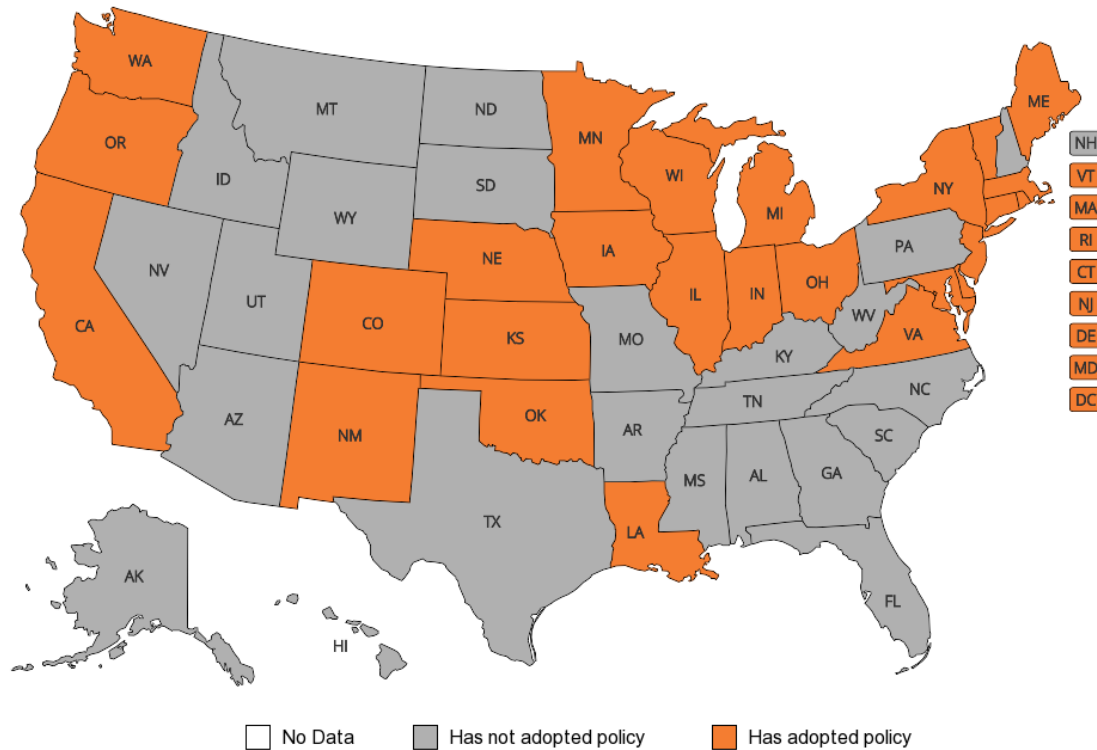 WA
MT
ND
MN
ME
OR
ID
SD
WI
NY
NH
VT
WY
MI
MA
RI
NE
IA
PA
CT
NV
UT
CO
IL
IN
OH
NJ
CA
KS
MO
WV
VA
DE
KY
MD
AZ
NM
OK
AR
TN
NC
DC
SC
MS
AL
GA
TX
LA
AK
FL
HI
No Data
Has not adopted policy
Has adopted policy